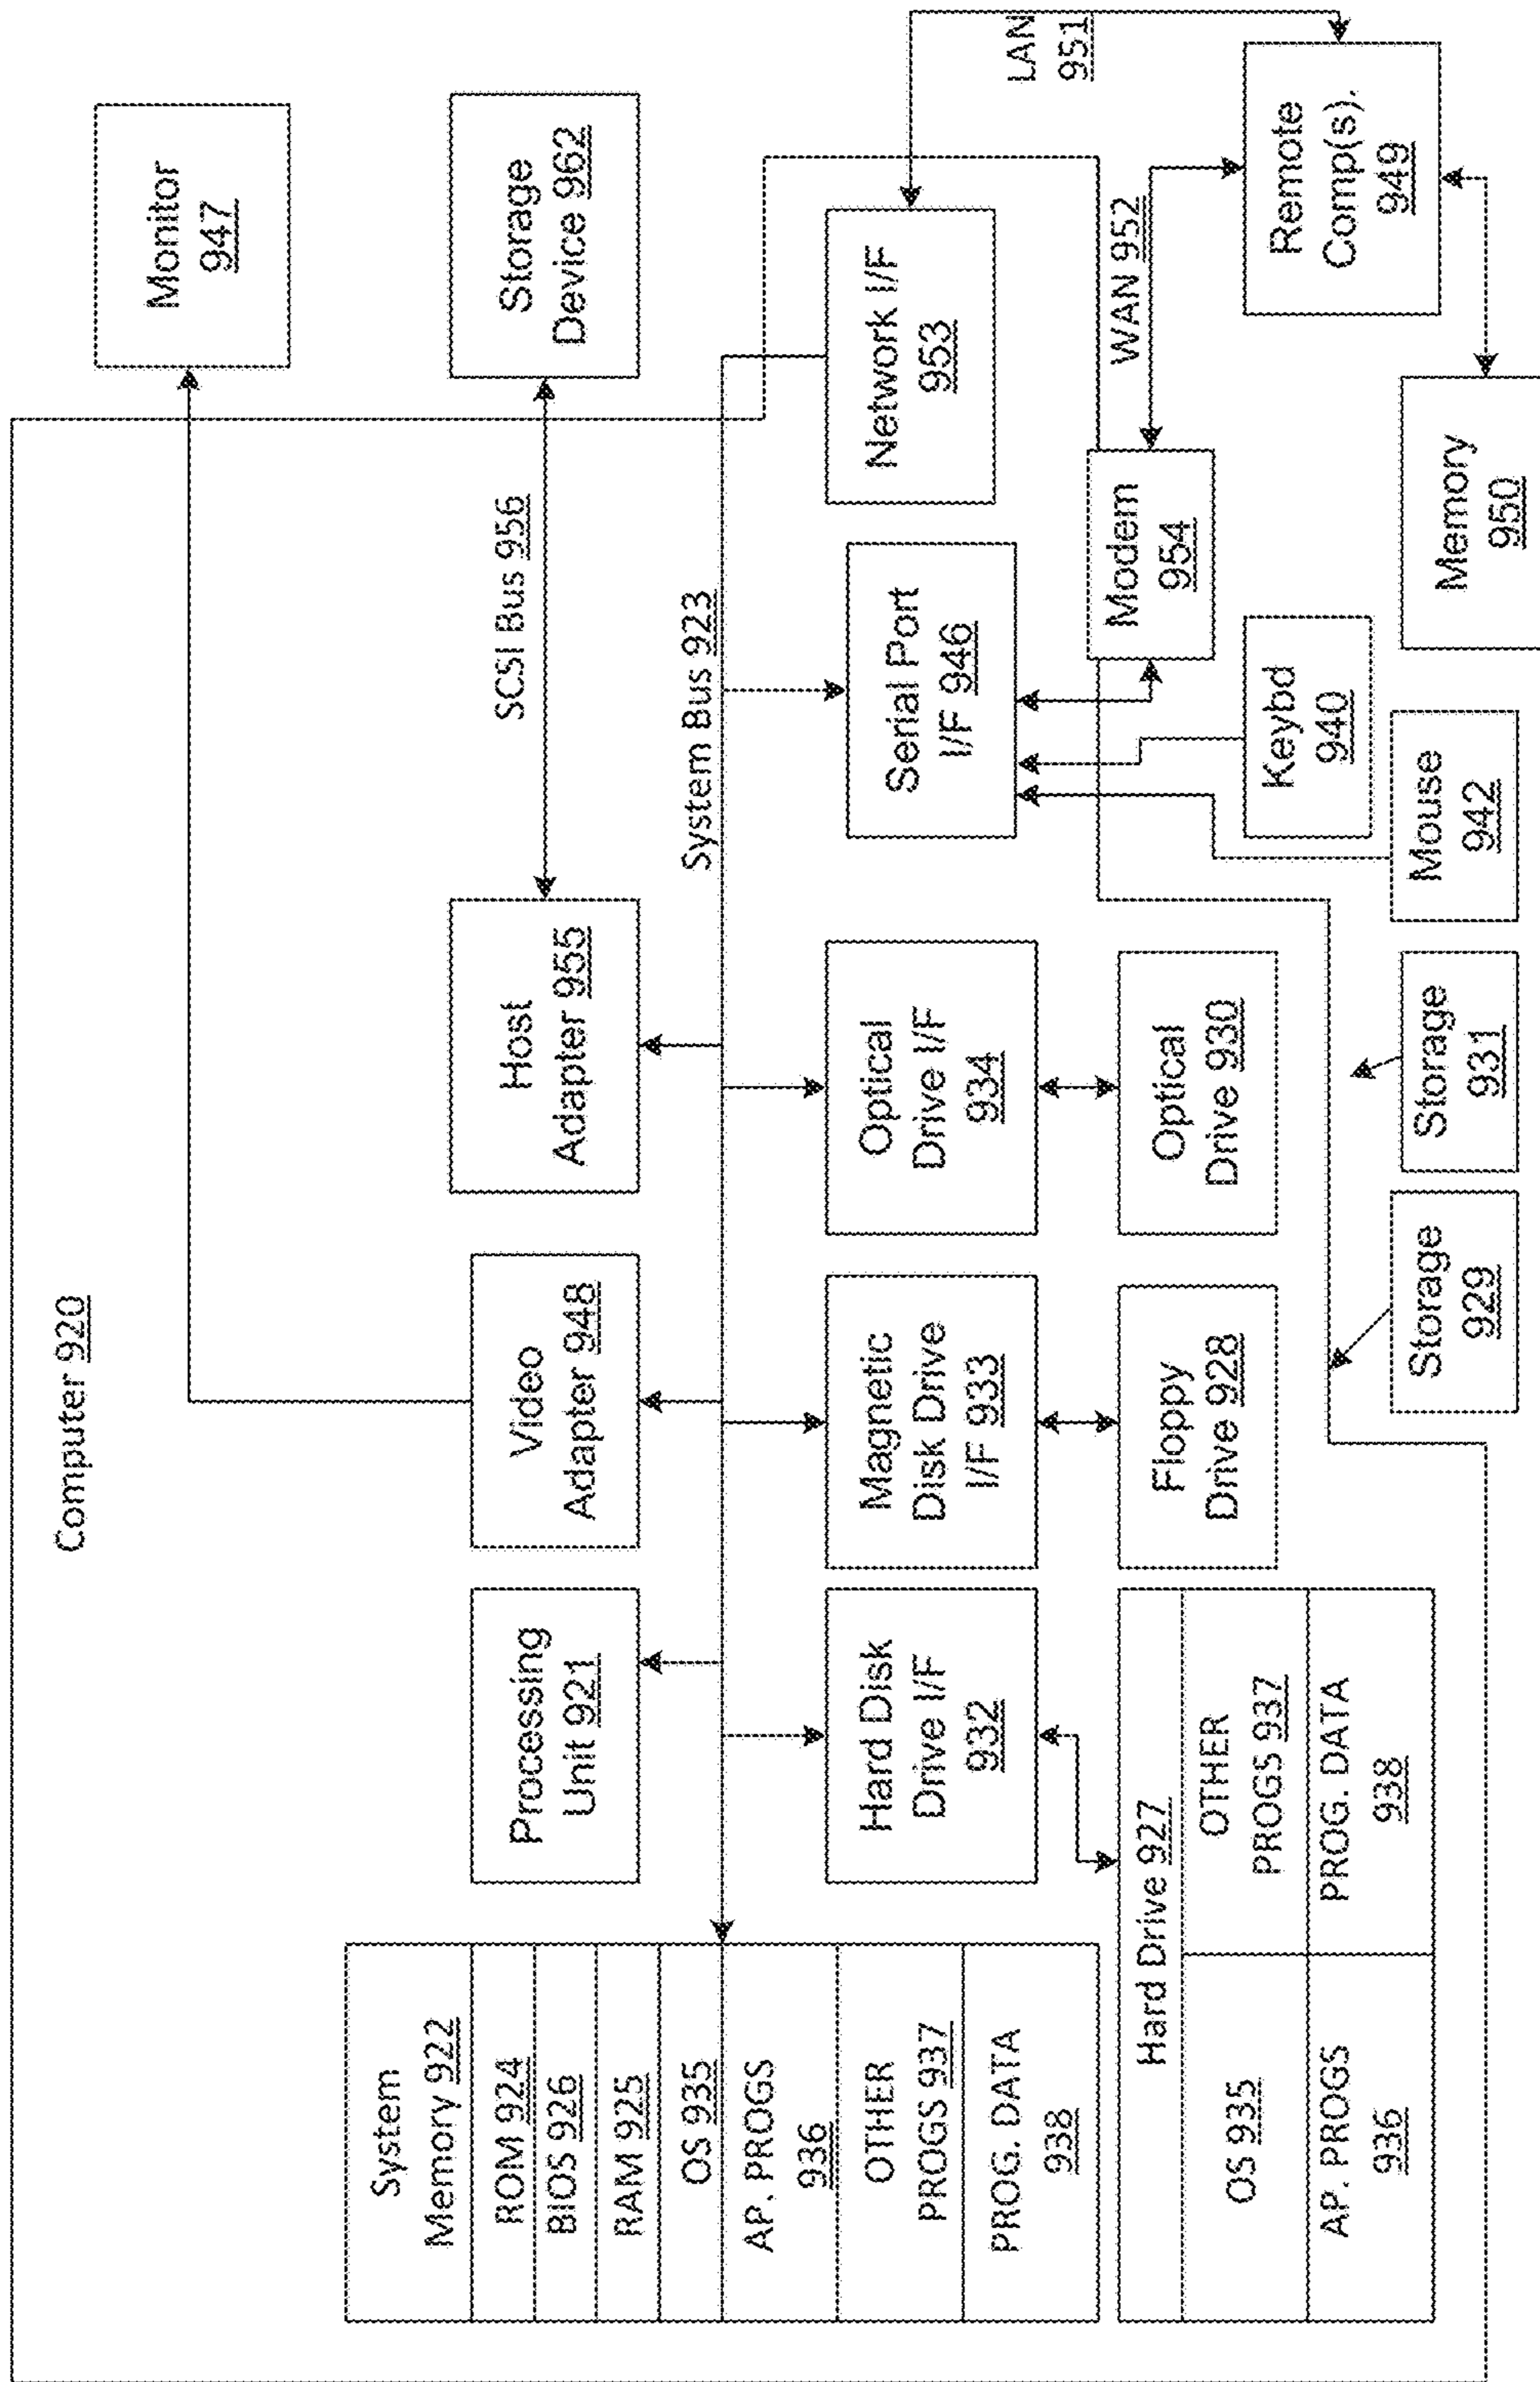 Computer 920
Monitor
947
System
Memory 922
ROM 924
BIOS 926
RAM 925
OS 935
AP. PROGS
936
OTHER
PROGS 937
PROG. DATA
938
Processing
Unit 921
Video
Adapter 948
Host
Adapter 955
SCSI Bus 956
Storage
Device 962
System Bus 923
Hard Disk
Drive I/F
932
Magnetic
Disk Drive
I/F 933
Optical
Drive I/F
934
Serial Port
I/F 946
Network I/F
953
LAN
951
Hard Drive 927
OS 935
OTHER
PROGS 937
AP. PROGS
936
PROG. DATA
938
Floppy
Drive 928
Optical
Drive 930
Modem
954
WAN 952
Remote
Comp(s).
949
Keybd
940
Storage
929
Storage
931
Mouse
942
Memory
950